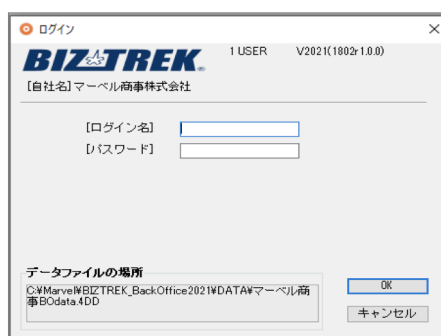 ログイン
BIZ☆TREK. 1 USER V2021(1802r1.0.0)
[自社名]マーベル商事株式会社
[ログイン名]
[パスワード]
データファイルの場所
C:¥Marvel¥BIZTREK_BackOffice2021¥DATA¥マーベル商
事BOdata.4DD
OK
キャンセル